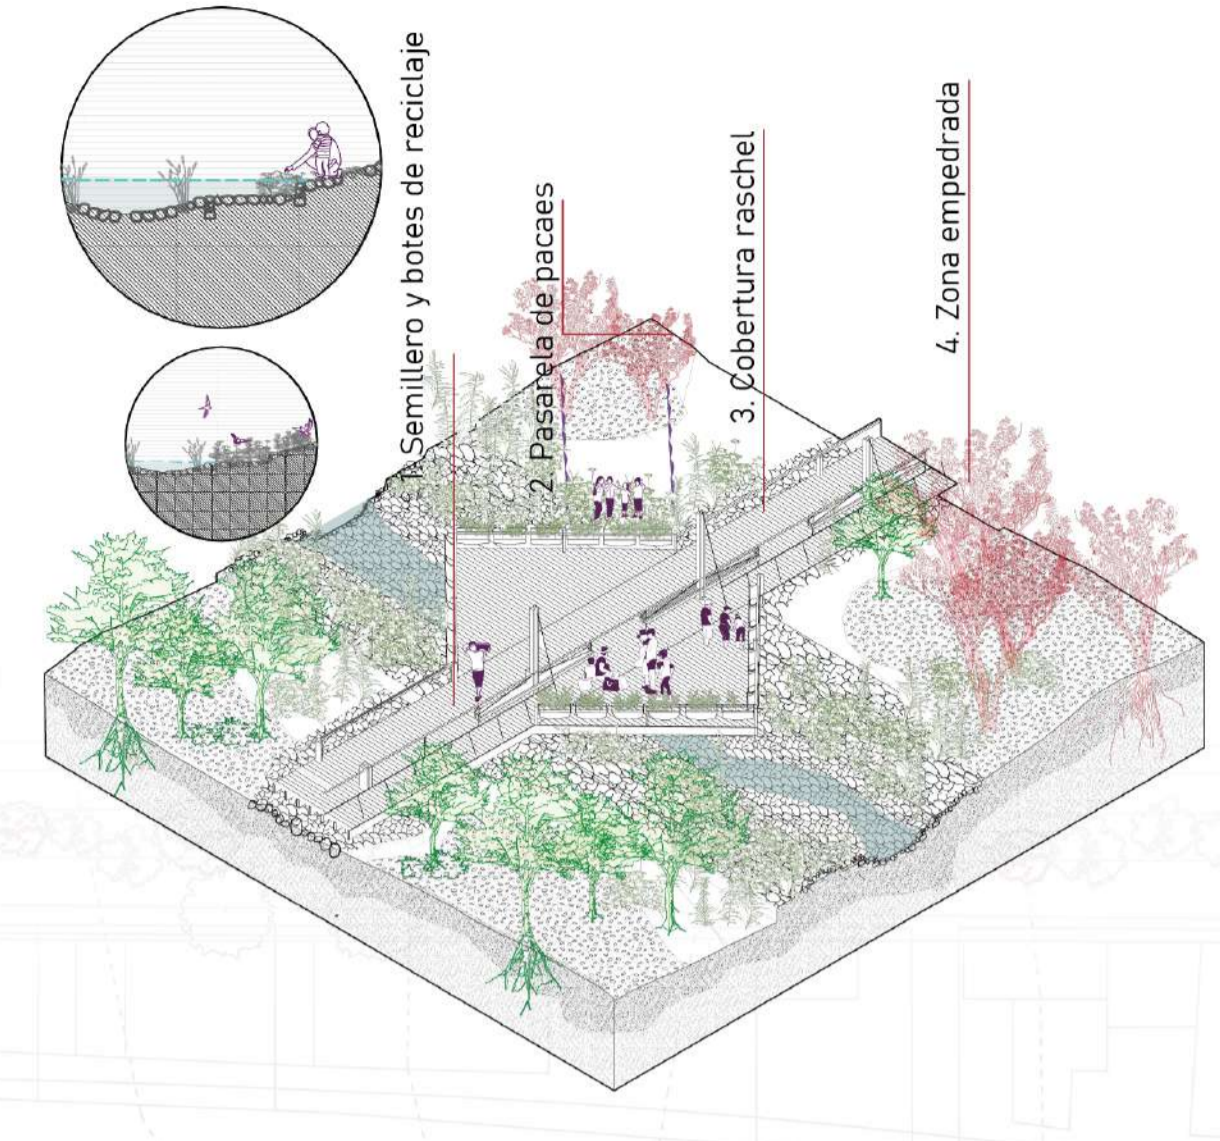 1. Semillero y botes de reciclaje
2. Pasarela de pacaes
3. Cobertura raschel
4. Zona empedrada